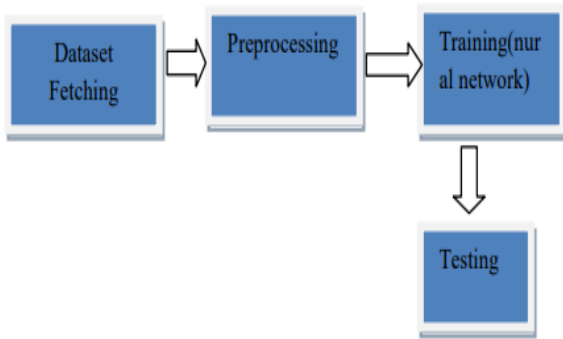 Dataset
Fetching
Preprocessing
Training(nur
al network)
Testing